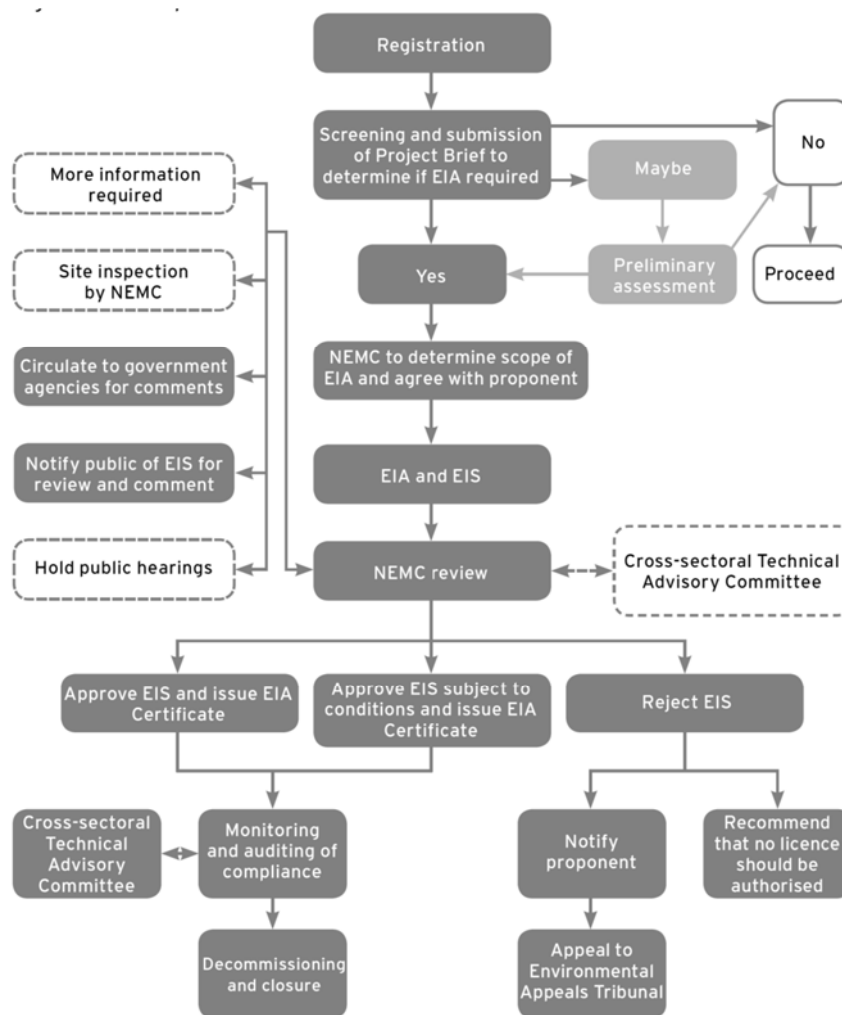 Registration
Screening and submission
of Project Brief to
determine if EIA required
No
Maybe
More information
required
Yes
Preliminary
assessment
Proceed
Site inspection
by NEMC
NEMC to determine scope of
EIA and agree with proponent
Circulate to government
agencies for comments
Notify public of EIS for
review and comment
EIA and EIS
Hold public hearings
NEMC review
Cross-sectoral Technical
Advisory Committee
Approve EIS and issue EIA
Certificate
Approve EIS subject to
conditions and issue EIA
Certificate
Reject EIS
Cross-sectoral
Technical
Advisory
Committee
Monitoring
and auditing of
compliance
Notify
proponent
Recommend
that no licence
should be
authorised
Decommissioning
and closure
Appeal to
Environmental
Appeals Tribunal